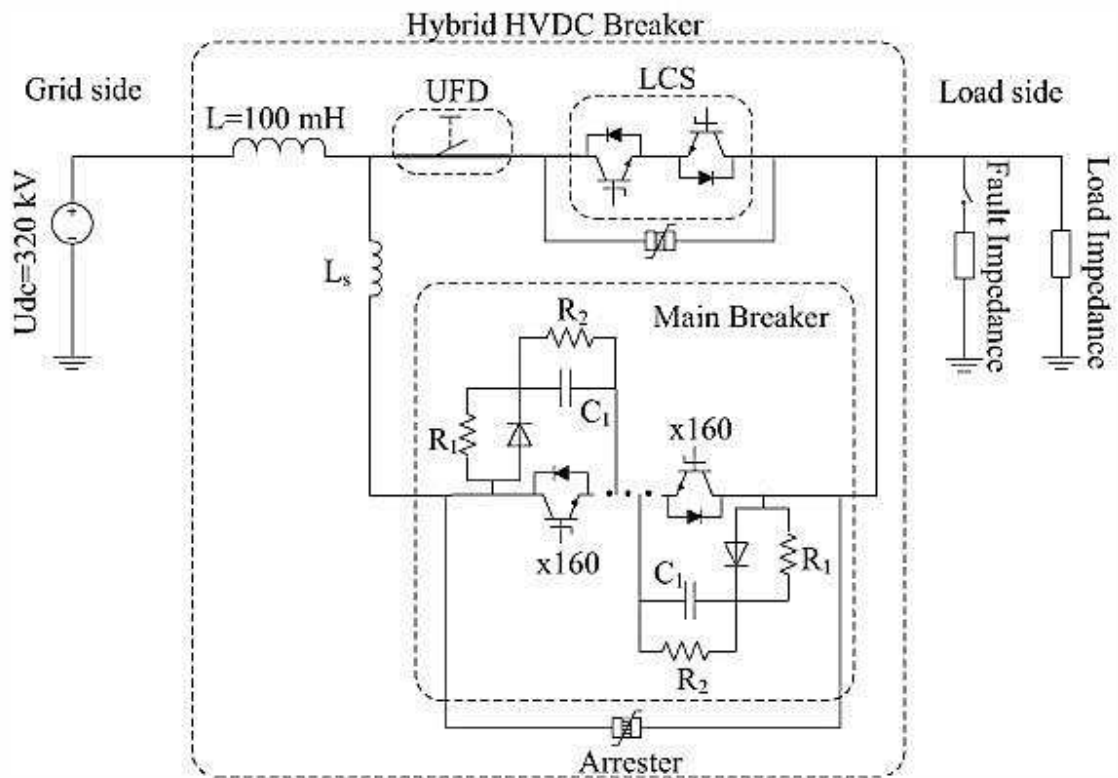 Hybrid HVDC Breaker
Grid side
UFD
LCS
Load side
L=100 mH
Udc=320 kV
Fault Impedance
Load Impedance
Ls
Main Breaker
R2
C1
R1
x160
x160
C1
R1
R2
Arrester